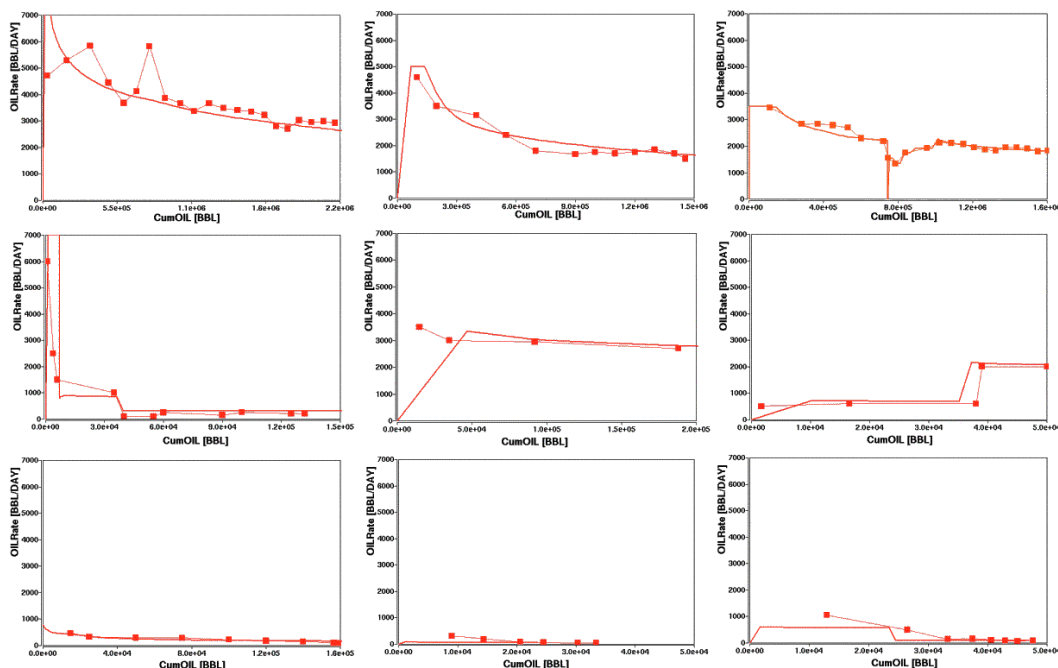 OILRate [BBL/DAY]
7000
6000
5000
4000
3000
2000
1000
0
0.0e+00 5.5e+05 1.1e+06 1.6e+06 2.2e+06
CumOIL [BBL]
OILRate [BBL/DAY]
7000
6000
5000
4000
3000
2000
1000
0
0.0e+00 3.0e+05 6.0e+05 9.0e+05 1.2e+06 1.5e+06
CumOIL [BBL]
OILRate[BBL/DAY]
7000
6000
5000
4000
3000
2000
1000
0
0.0e+00 4.0e+05 8.0e+05 1.2e+06 1.6e+06
CumOIL [BBL]
OILRate [BBL/DAY]
7000
6000
5000
4000
3000
2000
1000
0
0.0e+00 3.0e+04 6.0e+04 9.0e+04 1.2e+05 1.5e+05
CumOIL [BBL]
OILRate [BBL/DAY]
7000
6000
5000
4000
3000
2000
1000
0
0.0e+00 4.0e+04 8.0e+04 1.2e+05 1.6e+05 2.0e+05
CumOIL [BBL]
OILRate [BBL/DAY]
7000
6000
5000
4000
3000
2000
1000
0
0.0e+00 1.0e+04 2.0e+04 3.0e+04 4.0e+04 5.0e+04
CumOIL [BBL]
OILRate [BBL/DAY]
7000
6000
5000
4000
3000
2000
1000
0
0.0e+00 4.0e+04 8.0e+04 1.2e+05 1.6e+05
CumOIL [BBL]
OILRate [BBL/DAY]
7000
6000
5000
4000
3000
2000
1000
0
0.0e+00 1.0e+04 2.0e+04 3.0e+04 4.0e+04 5.0e+04
CumOIL [BBL]
OILRate [BBL/DAY]
7000
6000
5000
4000
3000
2000
1000
0
0.0e+00 1.0e+04 2.0e+04 3.0e+04 4.0e+04 5.0e+04
CumOIL [BBL]